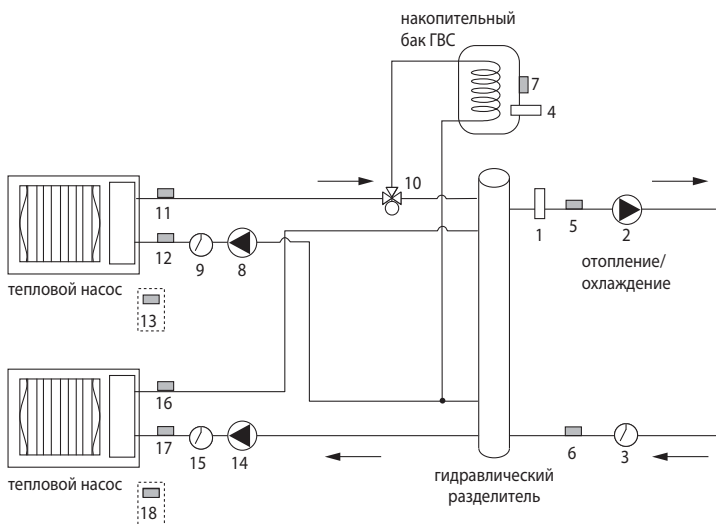 накопительный
бак ГВС
7
4
10
11
1
5
2
12
9
8
отопление/
охлаждение
тепловой насос
13
16
17
15
14
6
3
гидравлический
разделитель
тепловой насос
18